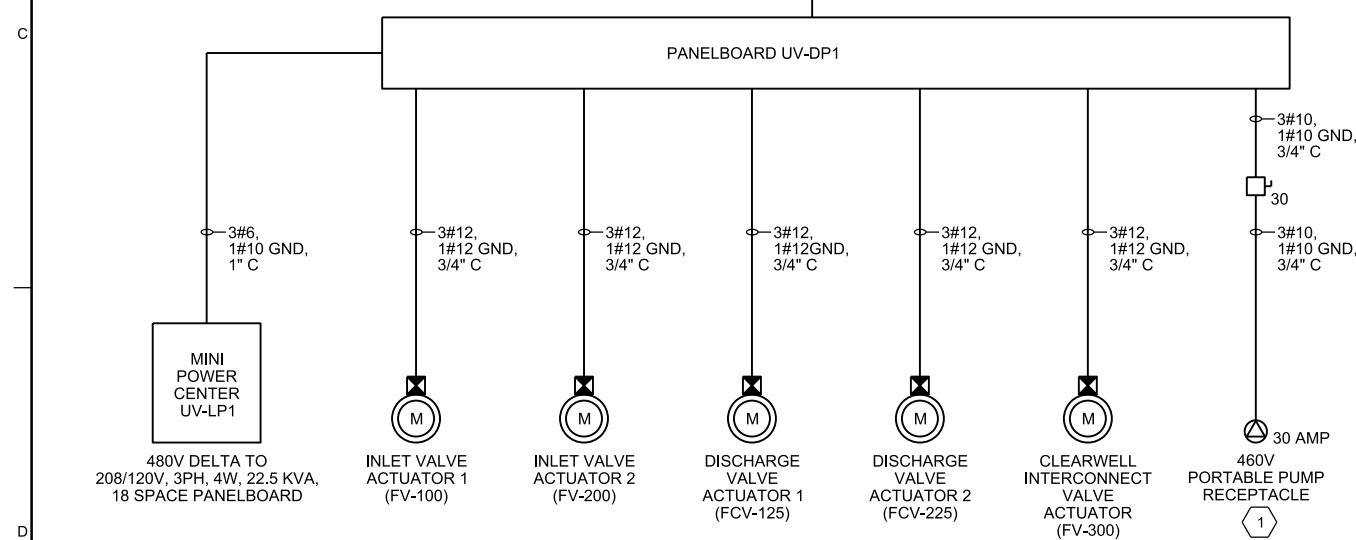 C
PANELBOARD UV-DP1
3#10,
1#10 GND,
3/4" C
30
3#6,
1#10 GND,
1" C
3#12,
1#12 GND,
3/4" C
3#12,
1#12 GND,
3/4" C
3#12,
1#12GND,
3/4" C
3#12,
1#12 GND,
3/4" C
3#12,
1#12 GND,
3/4" C
3#10,
1#10 GND,
3/4" C
MINI
POWER
CENTER
UV-LP1
480V DELTA TO
208/120V, 3PH, 4W, 22.5 KVA,
18 SPACE PANELBOARD
M
INLET VALVE
ACTUATOR 1
(FV-100)
M
INLET VALVE
ACTUATOR 2
(FV-200)
M
DISCHARGE
VALVE
ACTUATOR 1
(FCV-125)
M
DISCHARGE
VALVE
ACTUATOR 2
(FCV-225)
M
CLEARWELL
INTERCONNECT
VALVE
ACTUATOR
(FV-300)
30 AMP
460V
PORTABLE PUMP
RECEPTACLE
1
D